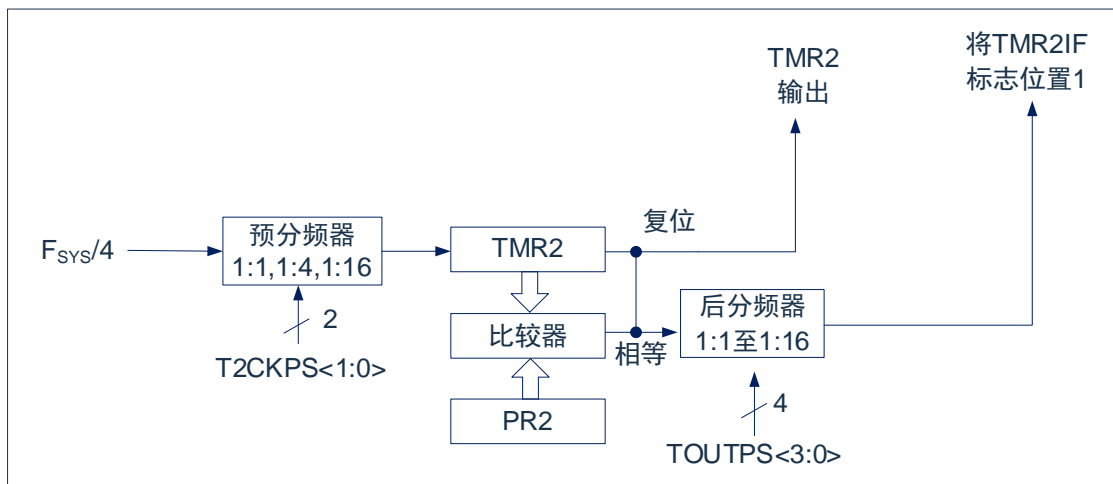 TMR2
输出
将TMR2IF
标志位置1
复位
F_SYS/4
预分频器
1:1,1:4,1:16
TMR2
2
T2CKPS<1:0>
比较器
相等
后分频器
1:1至1:16
PR2
4
TOUTPS<3:0>